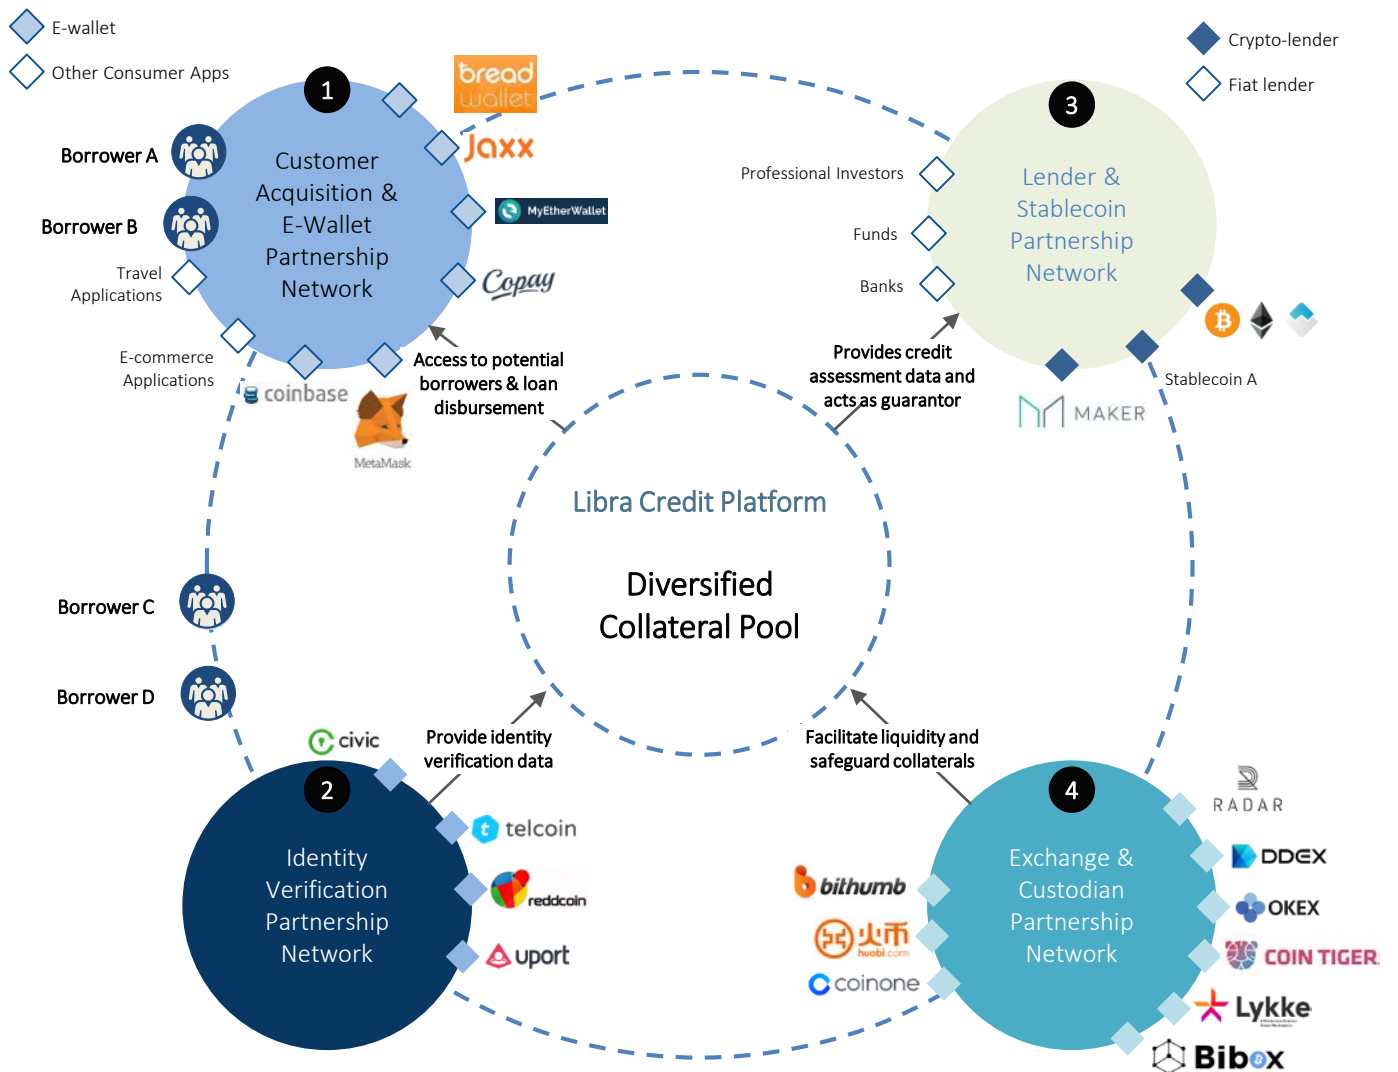 E-wallet
Other Consumer Apps
Crypto-lender
Fiat lender
1
Customer
Acquisition &
E-Wallet
Partnership
Network
Borrower A
Borrower B
Travel
Applications
E-commerce
Applications
bread
wallet
Jaxx
MyEtherWallet
Copay
coinbase
MetaMask
Access to potential
borrowers & loan
disbursement
3
Lender &
Stablecoin
Partnership
Network
Professional Investors
Funds
Banks
Stablecoin A
MAKER
Provides credit
assessment data and
acts as guarantor
Libra Credit Platform
Diversified
Collateral Pool
Borrower C
Borrower D
2
Identity
Verification
Partnership
Network
civic
telcoin
reddcoin
uport
Provide identity
verification data
Facilitate liquidity and
safeguard collaterals
4
Exchange &
Custodian
Partnership
Network
bithumb
火币
huobi.com
coinone
RADAR
DDEX
OKEX
COIN TIGER
Lykke
Bibox